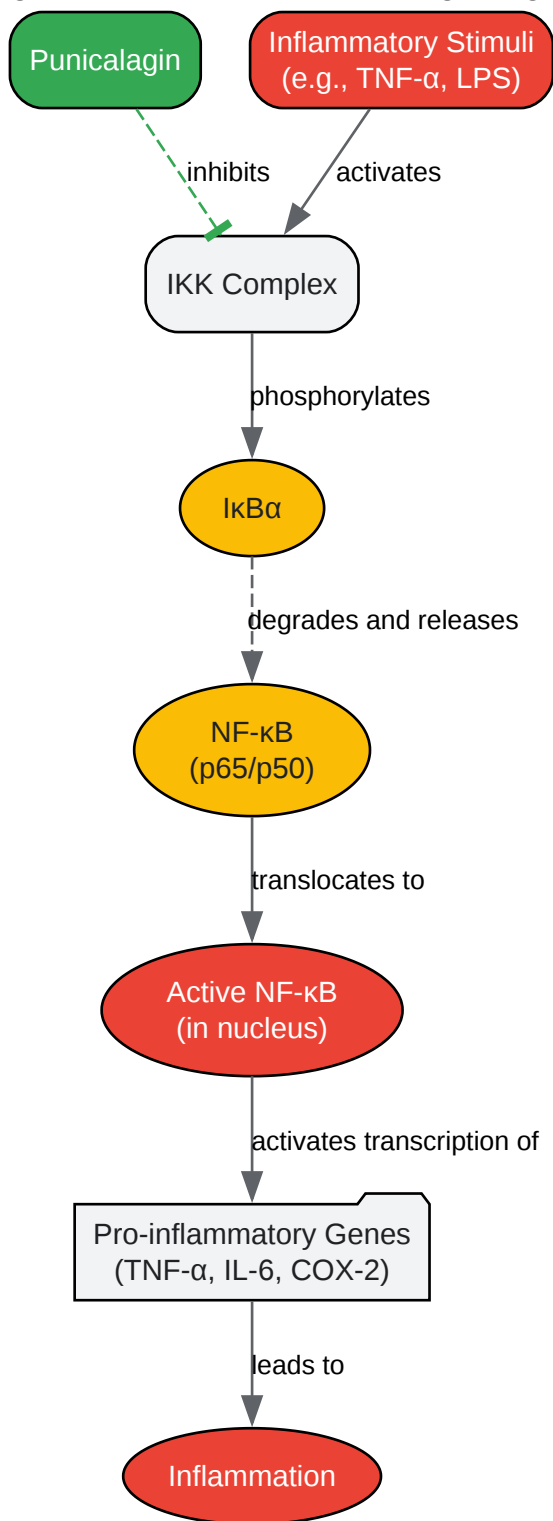 Punicalagin
Inflammatory Stimuli
(e.g., TNF-α, LPS)
inhibits
activates
IKK Complex
phosphorylates
IκBα
degrades and releases
NF-κB
(p65/p50)
translocates to
Active NF-κB
(in nucleus)
activates transcription of
Pro-inflammatory Genes
(TNF-α, IL-6, COX-2)
leads to
Inflammation